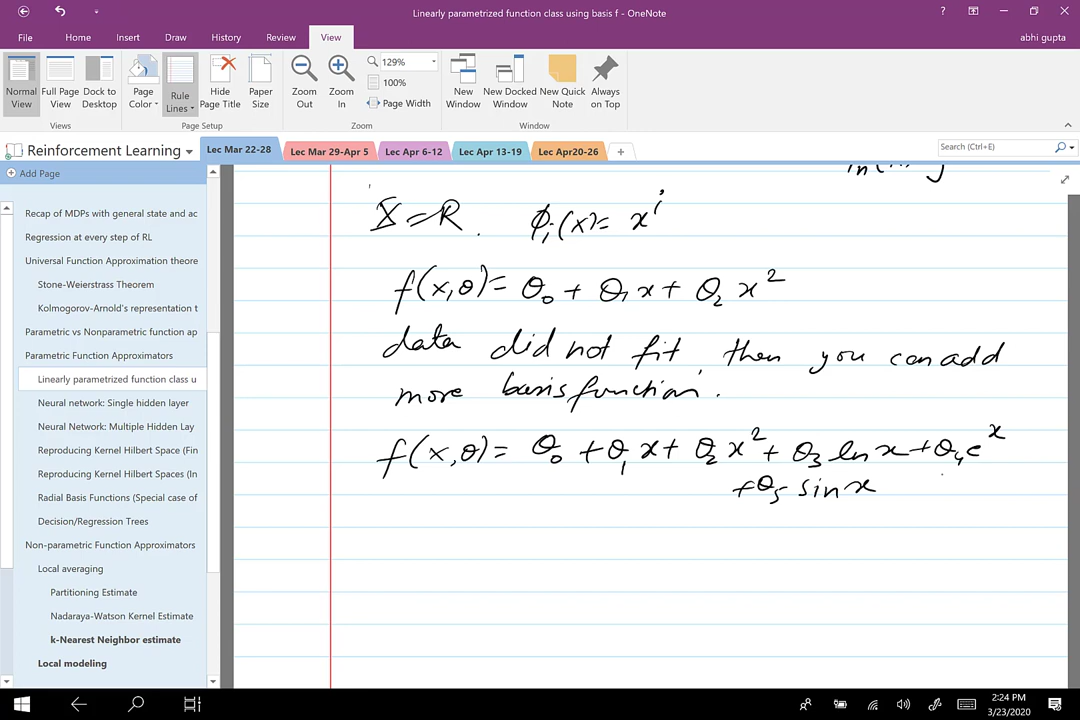 Linearly parametrized function class using basis f - OneNote
File Home Insert Draw History Review View abhi gupta
129%
100%
Page Width
Normal View Full Page View Dock to Desktop Page Color Rule Lines Hide Page Title Paper Size Zoom Out Zoom In New Window New Docked Window New Quick Note Always on Top
Views Page Setup Zoom Window
Reinforcement Learning Lec Mar 22-28 Lec Mar 29-Apr 5 Lec Apr 6-12 Lec Apr 13-19 Lec Apr20-26 + Search (Ctrl+E)
Add Page
Recap of MDPs with general state and ac
Regression at every step of RL
Universal Function Approximation theore
Stone-Weierstrass Theorem
Kolmogorov-Arnold's representation t
Parametric vs Nonparametric function ap
Parametric Function Approximators
Linearly parametrized function class u
Neural network: Single hidden layer
Neural Network: Multiple Hidden Lay
Reproducing Kernel Hilbert Space (Fin
Reproducing Kernel Hilbert Spaces (In
Radial Basis Functions (Special case of
Decision/Regression Trees
Non-parametric Function Approximators
Local averaging
Partitioning Estimate
Nadaraya-Watson Kernel Estimate
k-Nearest Neighbor estimate
Local modeling
X = R. φᵢ(x) = xⁱ
f(x,θ) = θ₀ + θ₁x + θ₂ x²
data did not fit, then you can add
more basis function.
f(x,θ) = θ₀ + θ₁x + θ₂x² + θ₃ ln x + θ₄eˣ
+ θ₅ sin x
2:24 PM
3/23/2020